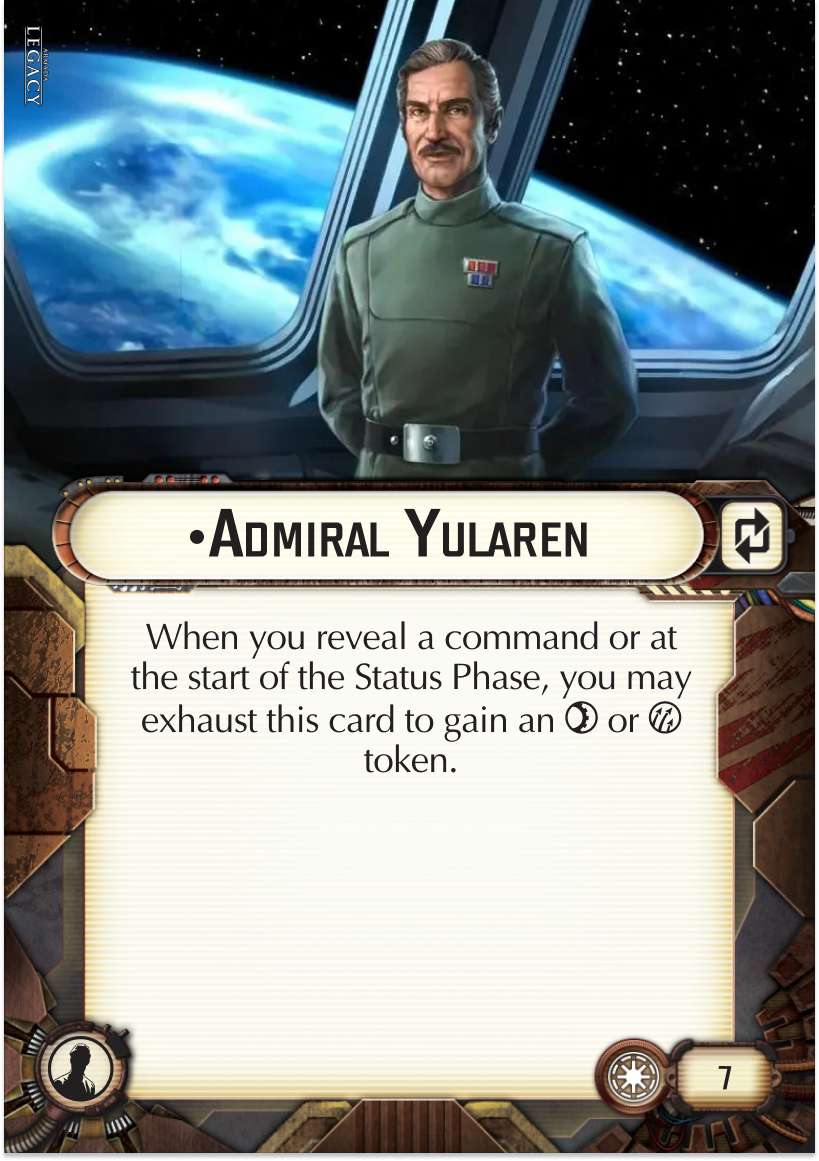 ARMADA
LEGACY
•ADMIRAL YULAREN
When you reveal a command or at
the start of the Status Phase, you may
exhaust this card to gain an or
token.
7